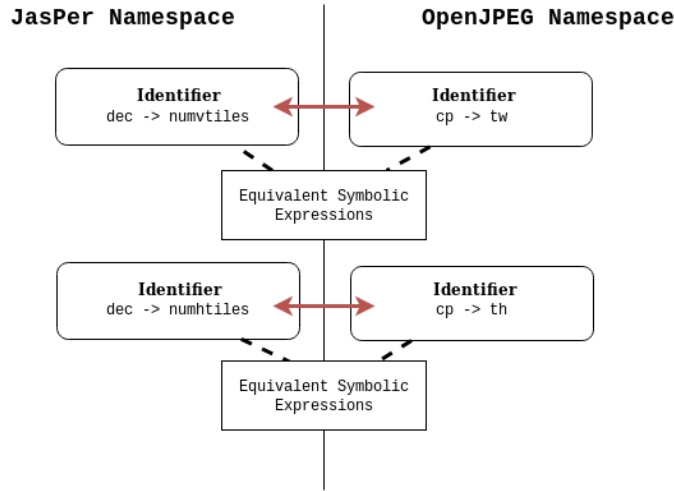 JasPer Namespace
OpenJPEG Namespace
Identifier
dec -> numvtiles
Identifier
cp -> tw
Equivalent Symbolic
Expressions
Identifier
dec -> numhtiles
Identifier
cp -> th
Equivalent Symbolic
Expressions